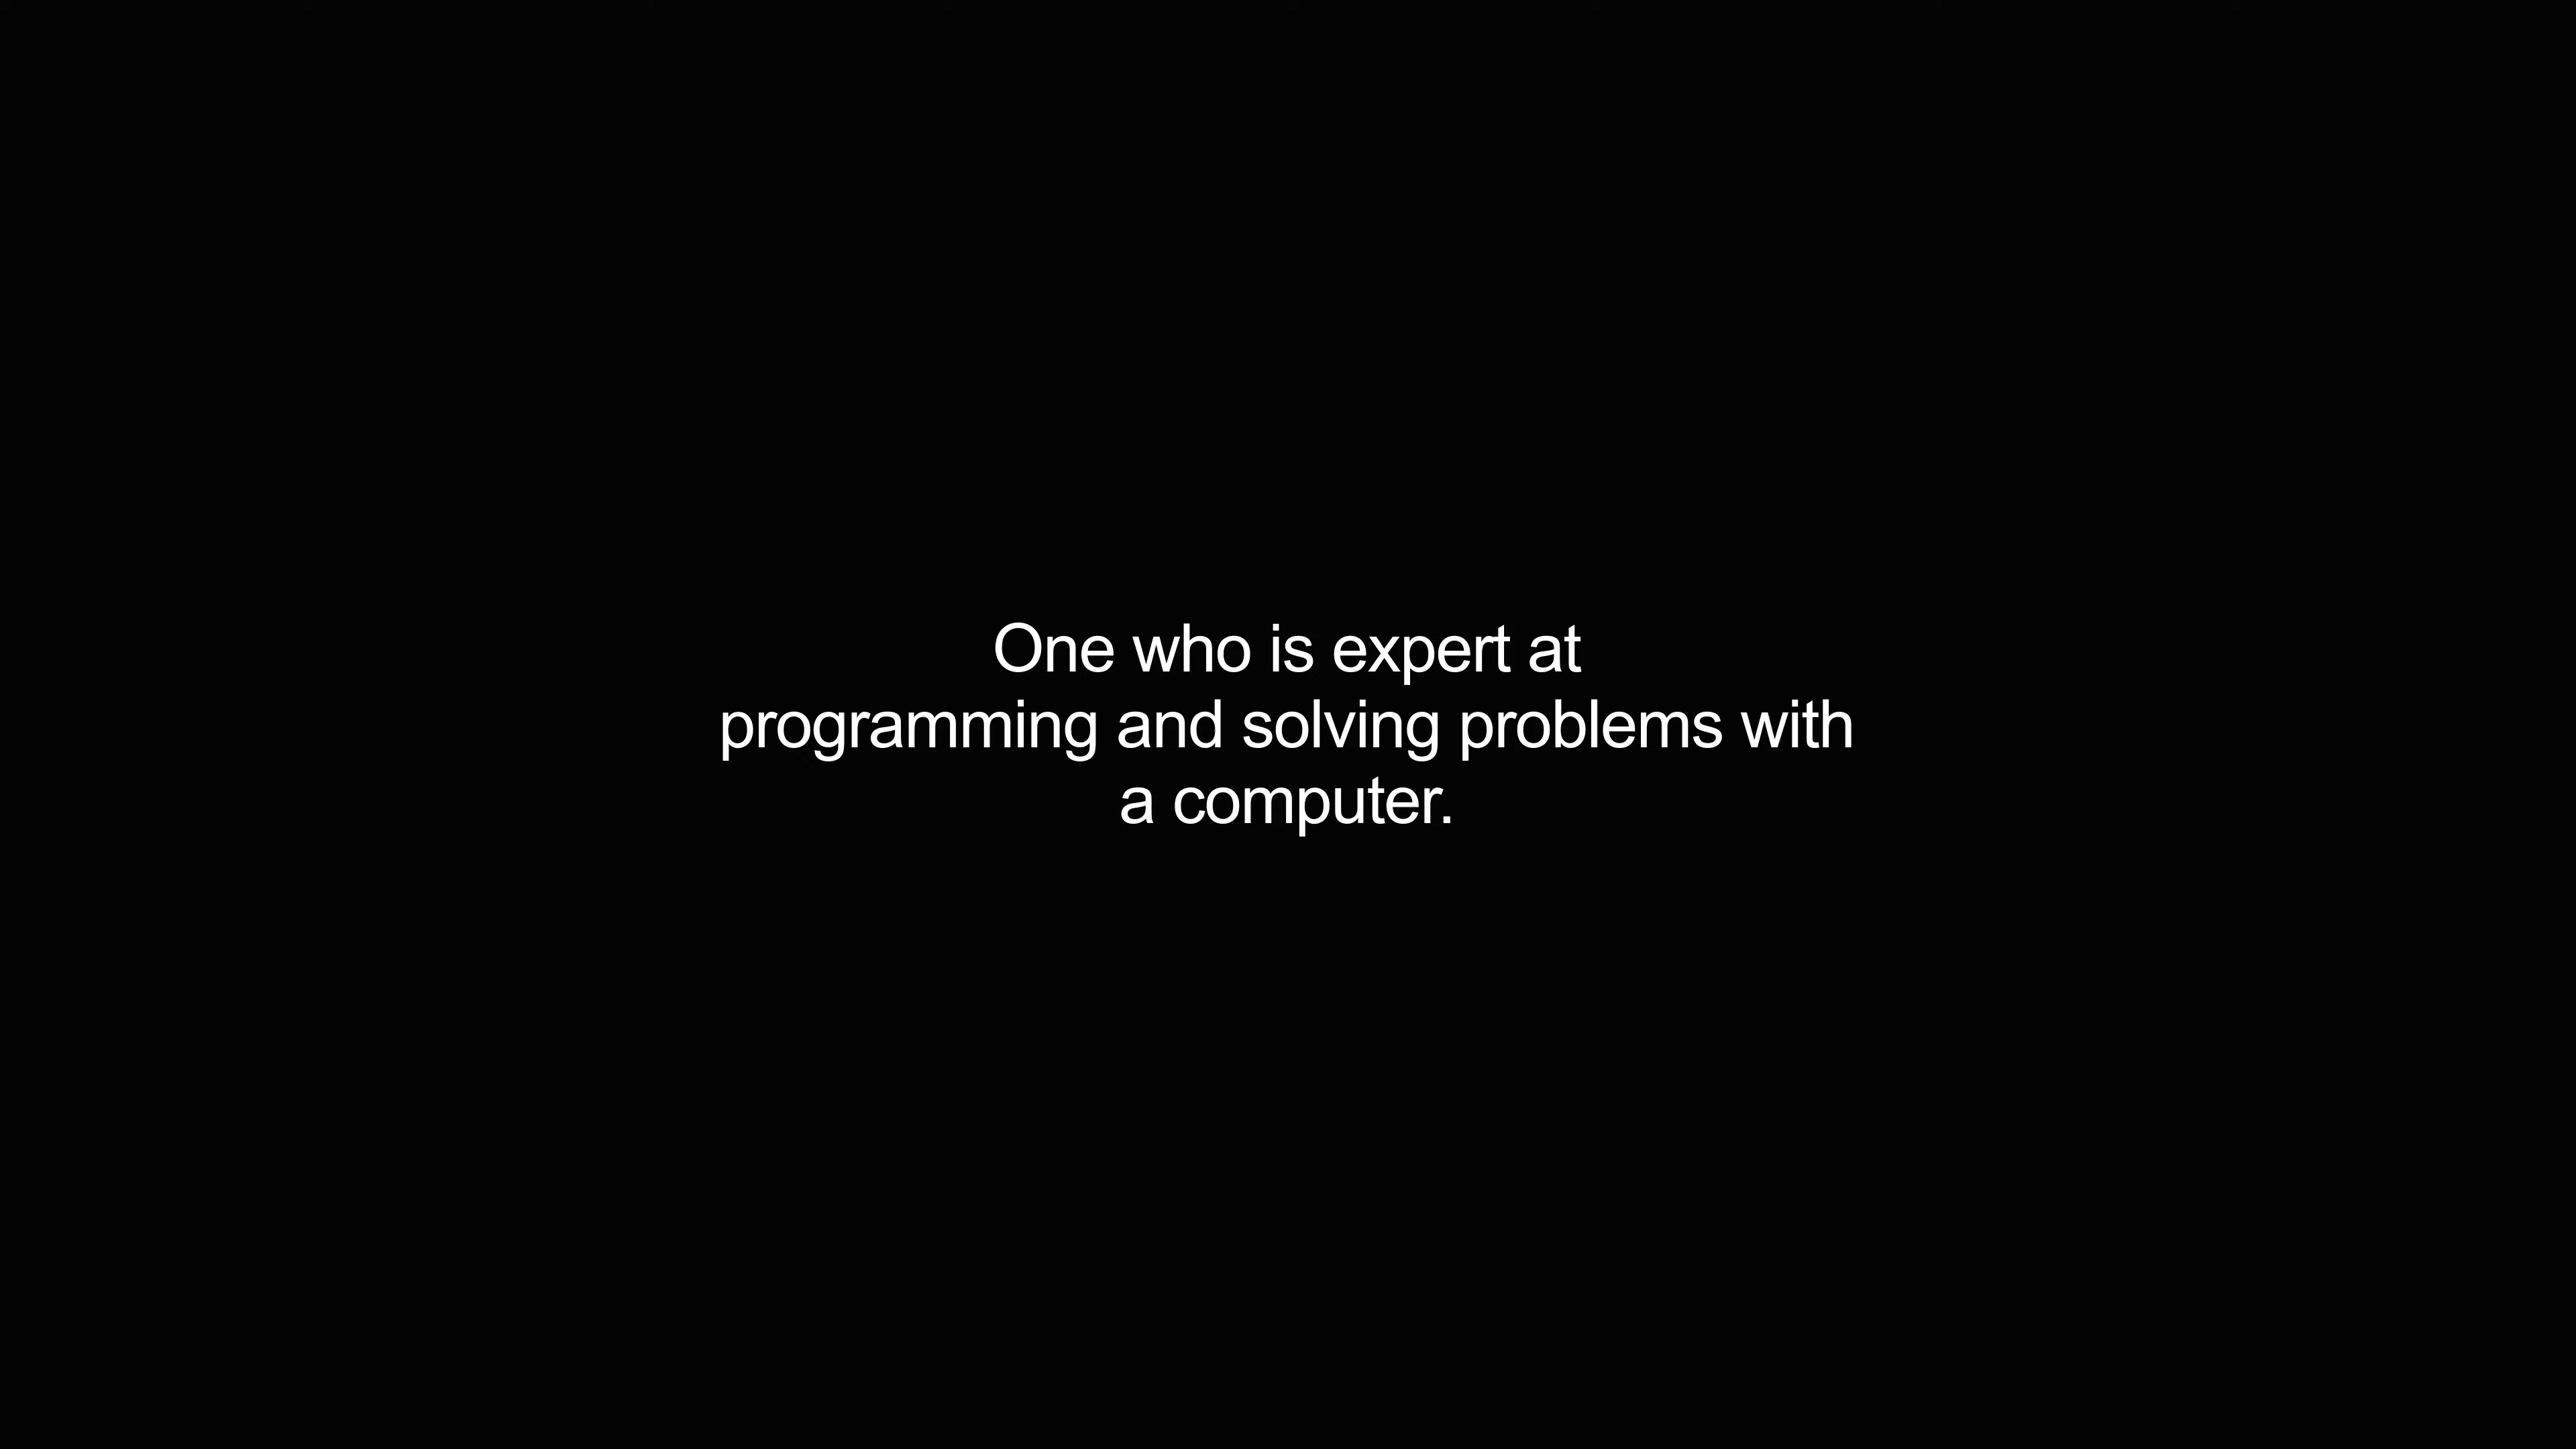 One who is expert at
programming and solving problems with
a computer.